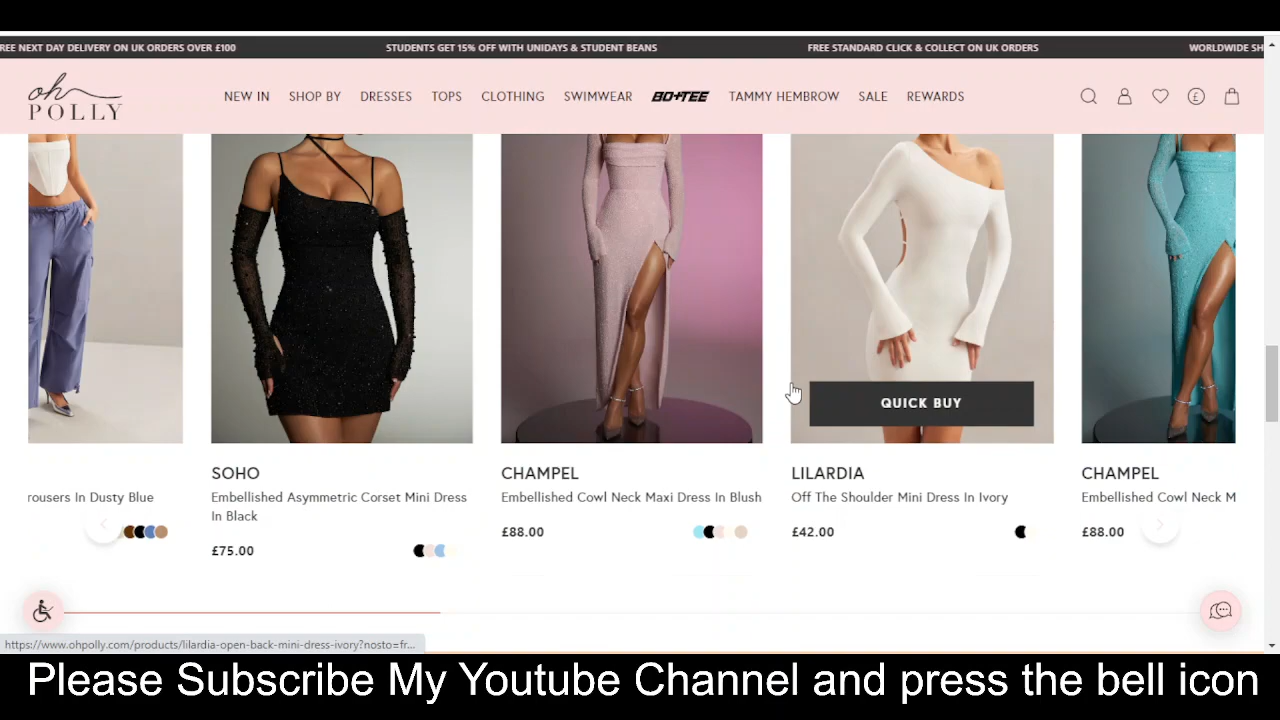 REE NEXT DAY DELIVERY ON UK ORDERS OVER £100 STUDENTS GET 15% OFF WITH UNIDAYS & STUDENT BEANS FREE STANDARD CLICK & COLLECT ON UK ORDERS WORLDWIDE SH
oh POLLY
NEW IN SHOP BY DRESSES TOPS CLOTHING SWIMWEAR BO+TEE TAMMY HEMBROW SALE REWARDS
QUICK BUY
SOHO CHAMPEL LILARDIA CHAMPEL
rousers In Dusty Blue Embellished Asymmetric Corset Mini Dress Embellished Cowl Neck Maxi Dress In Blush Off The Shoulder Mini Dress In Ivory Embellished Cowl Neck M
In Black
£88.00 £42.00 £88.00
£75.00
https://www.ohpolly.com/products/lilardia-open-back-mini-dress-ivory?nosto=fr...
Please Subscribe My Youtube Channel and press the bell icon